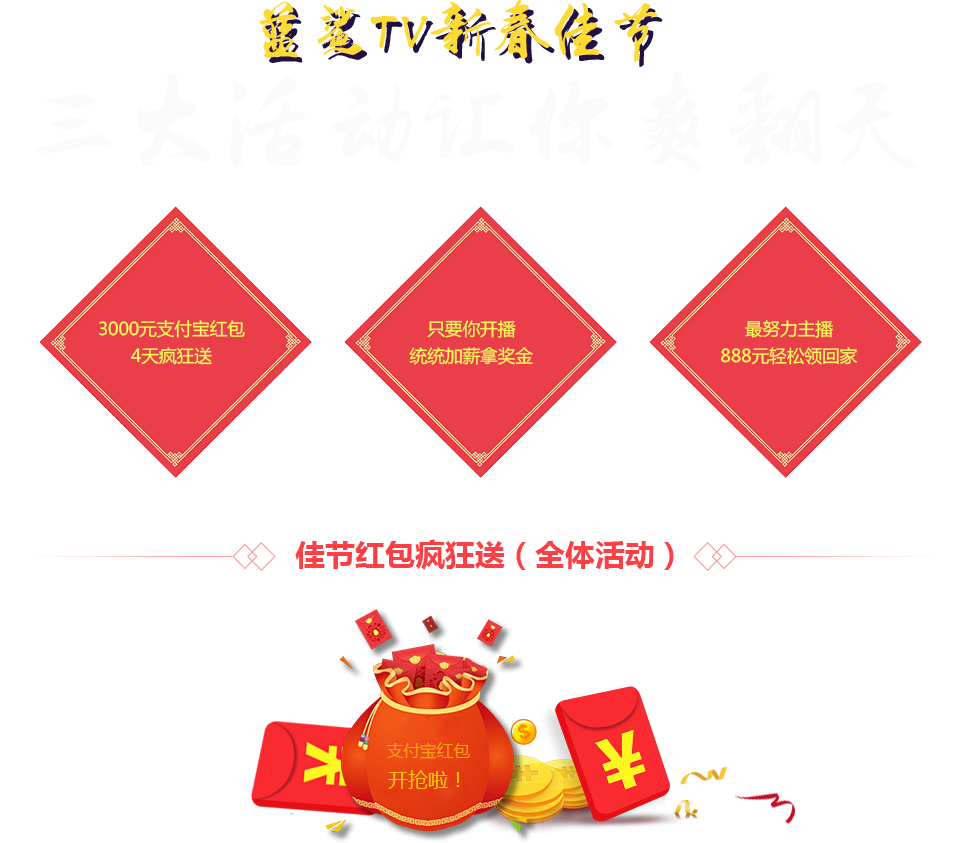 蓝鲨TV新春佳节
三大活动让你爽翻天
3000元支付宝红包
4天疯狂送
只要你开播
统统加薪拿奖金
最努力主播
888元轻松领回家
佳节红包疯狂送（全体活动）
支付宝红包
开抢啦！
¥
¥